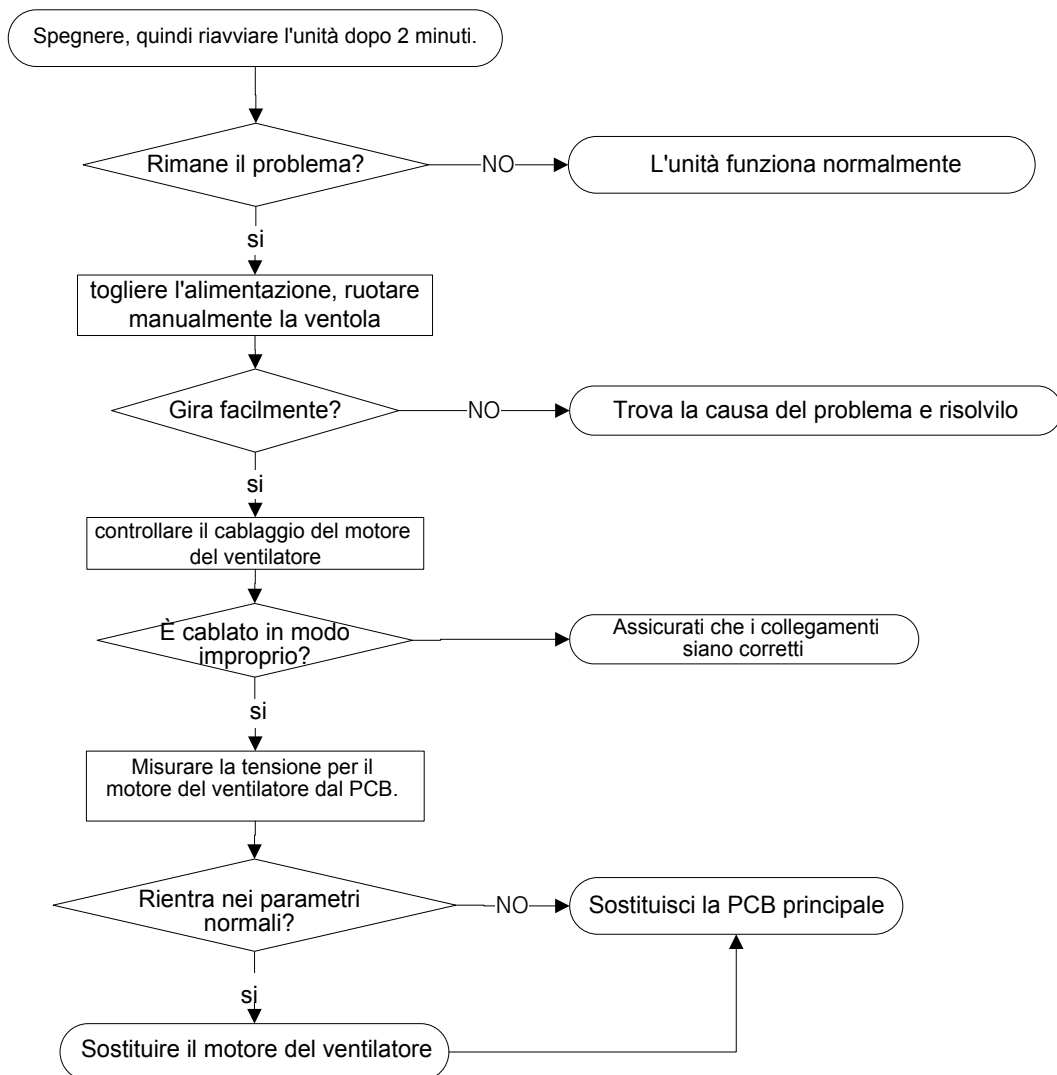 Spegnere, quindi riavviare l'unità dopo 2 minuti.
Rimane il problema?
NO
L'unità funziona normalmente
si
togliere l'alimentazione, ruotare
manualmente la ventola
Gira facilmente?
NO
Trova la causa del problema e risolvilo
si
controllare il cablaggio del motore
del ventilatore
È cablato in modo
improprio?
Assicurati che i collegamenti
siano corretti
si
Misurare la tensione per il
motore del ventilatore dal PCB.
Rientra nei parametri
normali?
NO
Sostituisci la PCB principale
si
Sostituire il motore del ventilatore